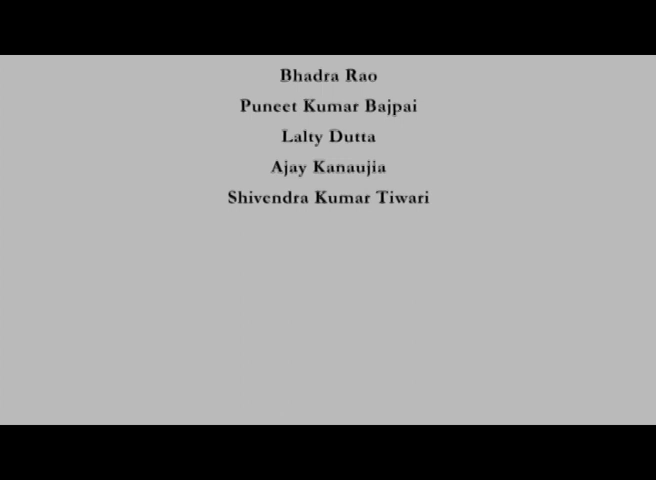 Bhadra Rao
Puneet Kumar Bajpai
Lalty Dutta
Ajay Kanaujia
Shivendra Kumar Tiwari